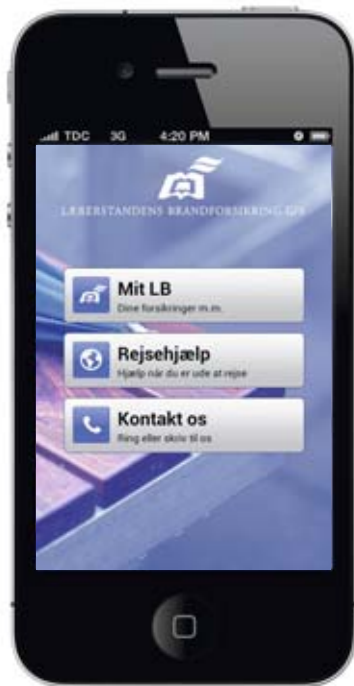 TDC 3G 4:20 PM
LÆRERSTANDENS BRANDFORSIKRING G/S
Mit LB
Dine forsikringer m.m.
Rejsehjælp
Hjælp når du er ude at rejse
Kontakt os
Ring eller skriv til os